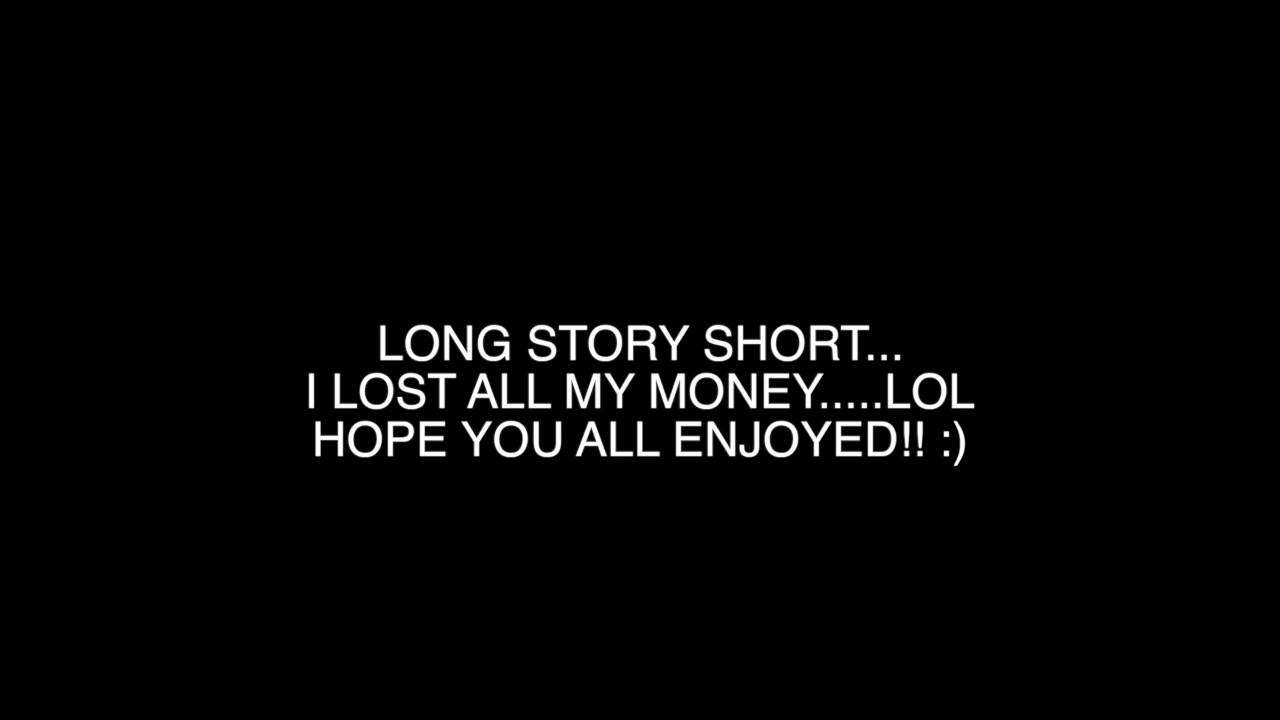 LONG STORY SHORT...
I LOST ALL MY MONEY.....LOL
HOPE YOU ALL ENJOYED!! :)